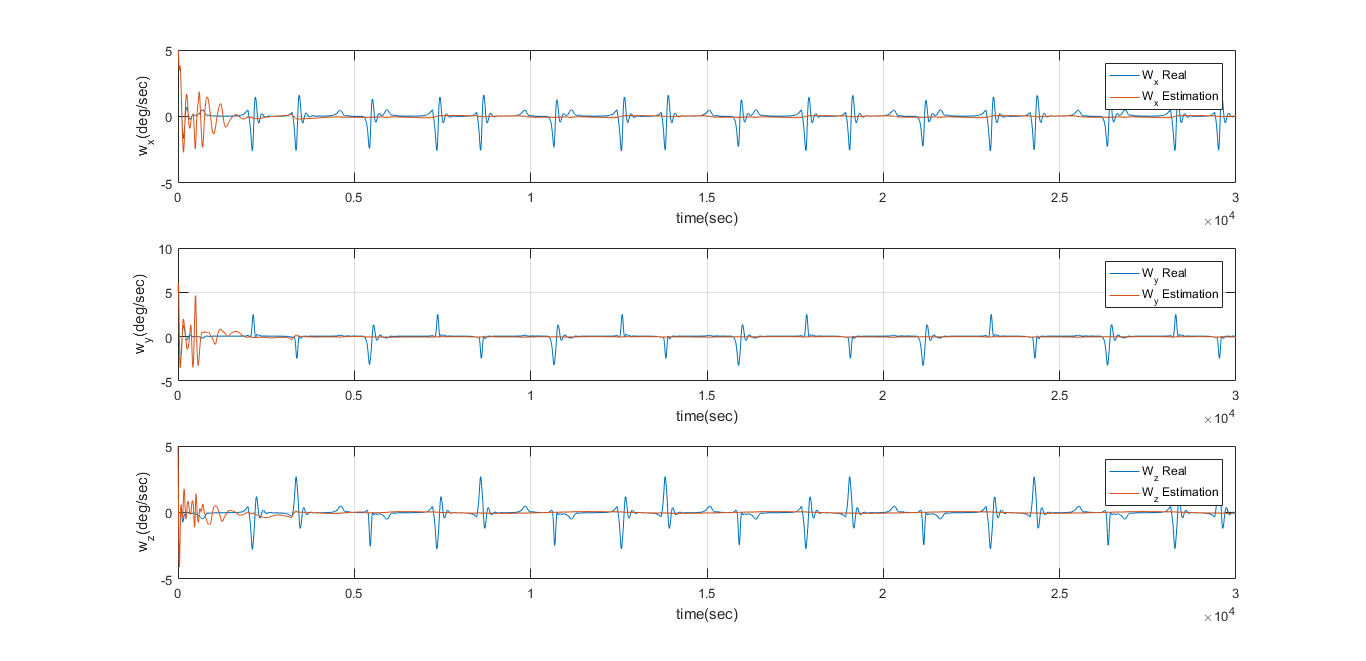 5
0
-5
w_x(deg/sec)
W_x Real
W_x Estimation
0 0.5 1 1.5 2 2.5 3
time(sec)
×10^4
10
5
0
-5
w_y(deg/sec)
W_y Real
W_y Estimation
0 0.5 1 1.5 2 2.5 3
time(sec)
×10^4
5
0
-5
w_z(deg/sec)
W_z Real
W_z Estimation
0 0.5 1 1.5 2 2.5 3
time(sec)
×10^4